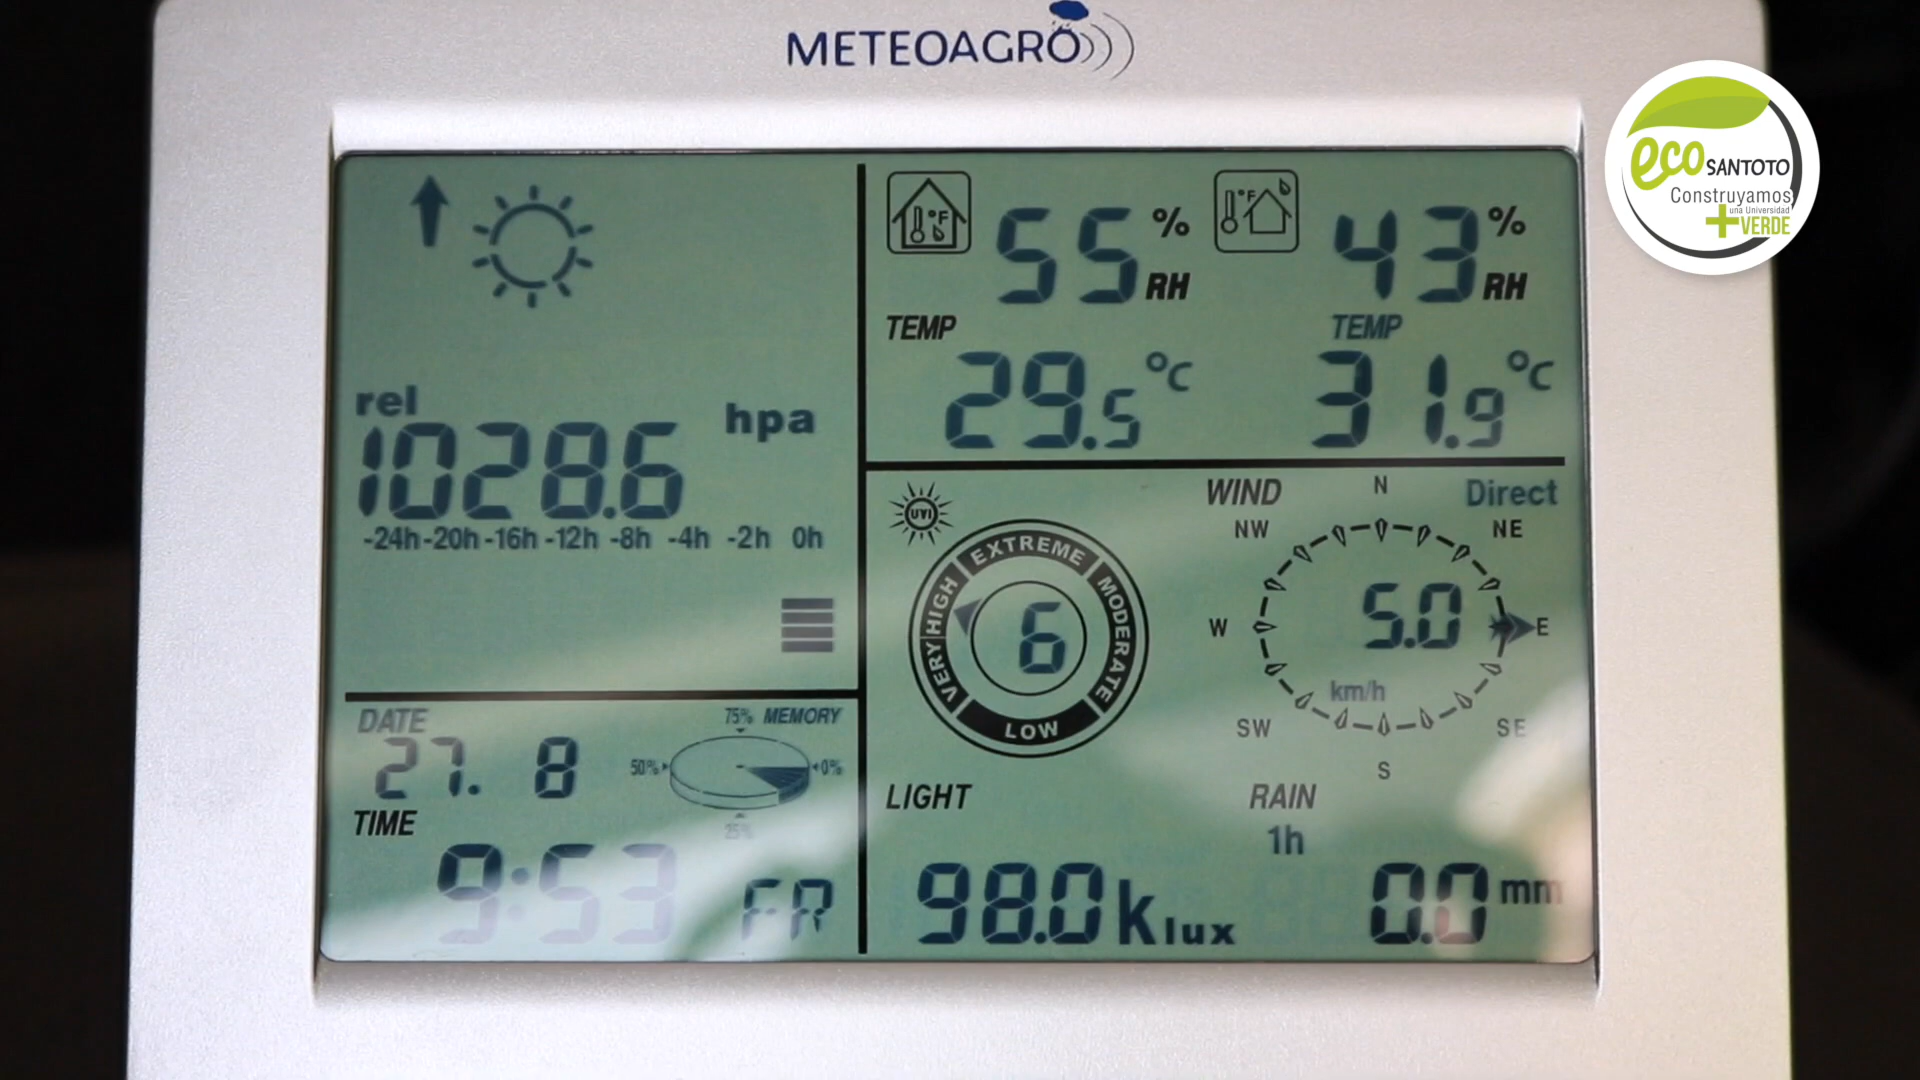 METEOAGRO
eco SANTOTO
Construyamos
una Universidad
+VERDE
rel
1028.6 hpa
-24h -20h -16h -12h -8h -4h -2h 0h
DATE
27. 8
75% MEMORY
50% 0%
25%
TIME
9:53 FR
°F
55 % RH
TEMP
29.5 °C
°F
43 % RH
TEMP
31.9 °C
UVI
EXTREME
VERY HIGH
HIGH
MODERATE
LOW
6
WIND N Direct
NW NE
W 5.0 E
km/h
SW SE
S
LIGHT
98.0 k lux
RAIN
1h
0.0 mm